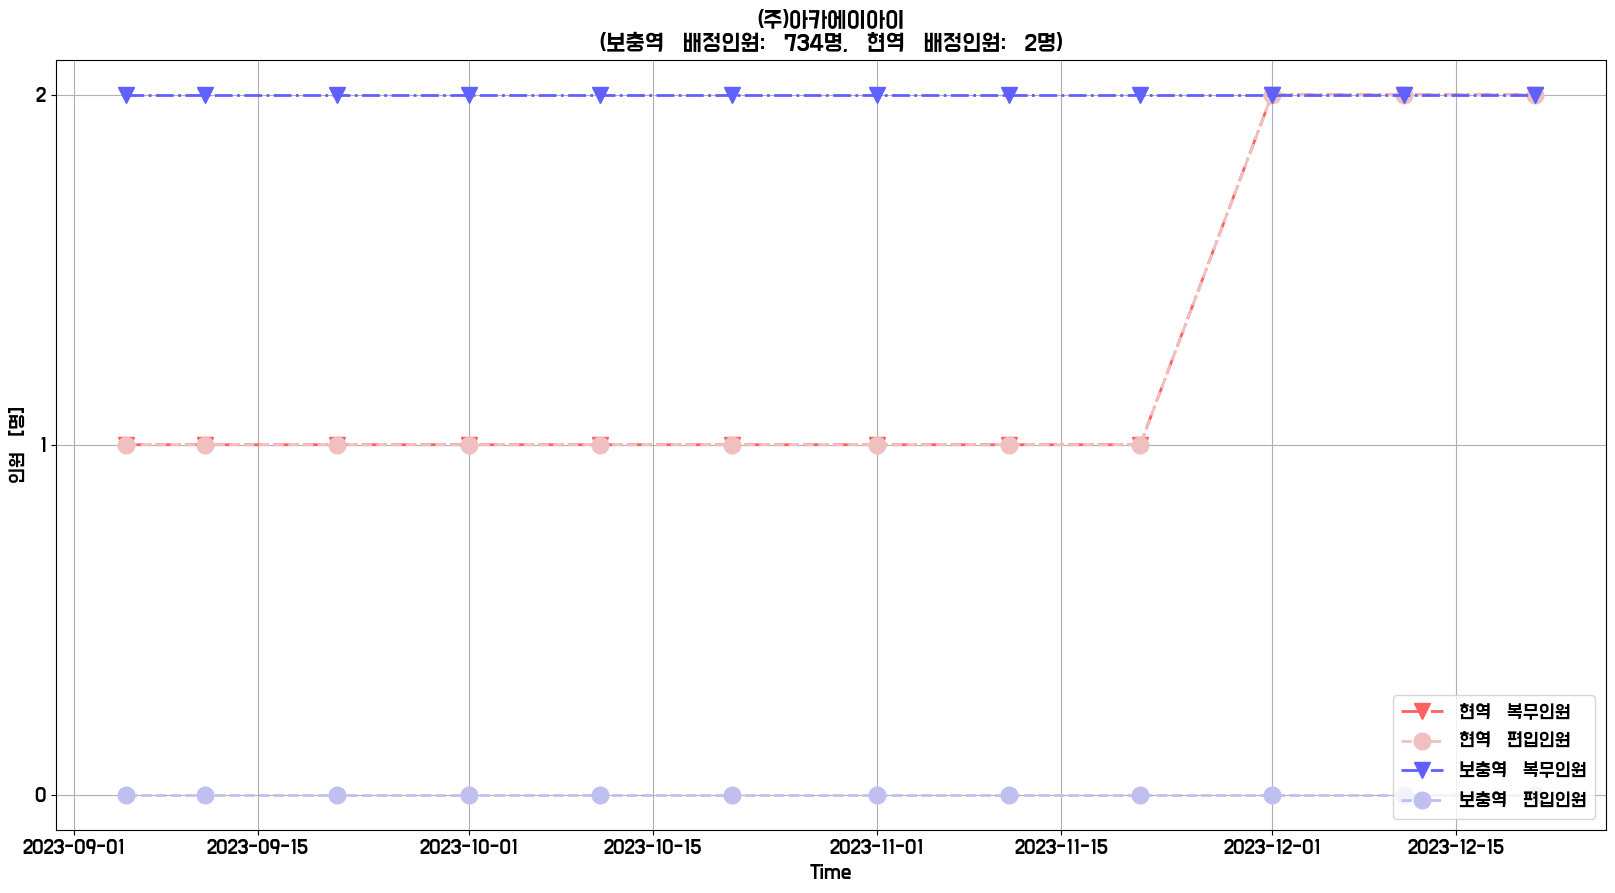 (주)아카에이아이
(보충역 배정인원: 734명, 현역 배정인원: 2명)
인원 [명]
2
1
0
현역 복무인원
현역 편입인원
보충역 복무인원
보충역 편입인원
2023-09-01 2023-09-15 2023-10-01 2023-10-15 2023-11-01 2023-11-15 2023-12-01 2023-12-15
Time